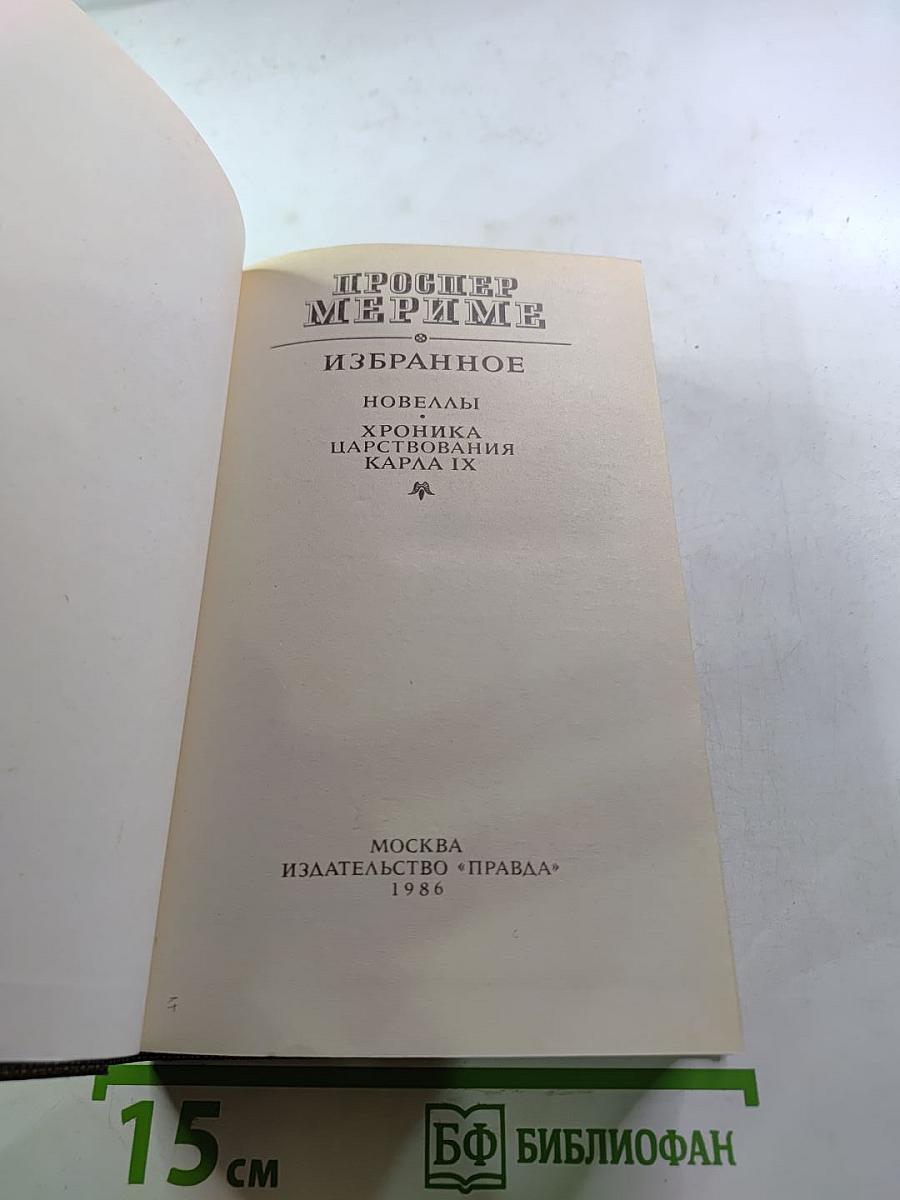 ПРОСПЕР
МЕРИМЕ
ИЗБРАННОЕ
НОВЕЛЛЫ
•
ХРОНИКА
ЦАРСТВОВАНИЯ
КАРЛА IX
МОСКВА
ИЗДАТЕЛЬСТВО «ПРАВДА»
1986
15 см
БФ БИБЛИОФАН